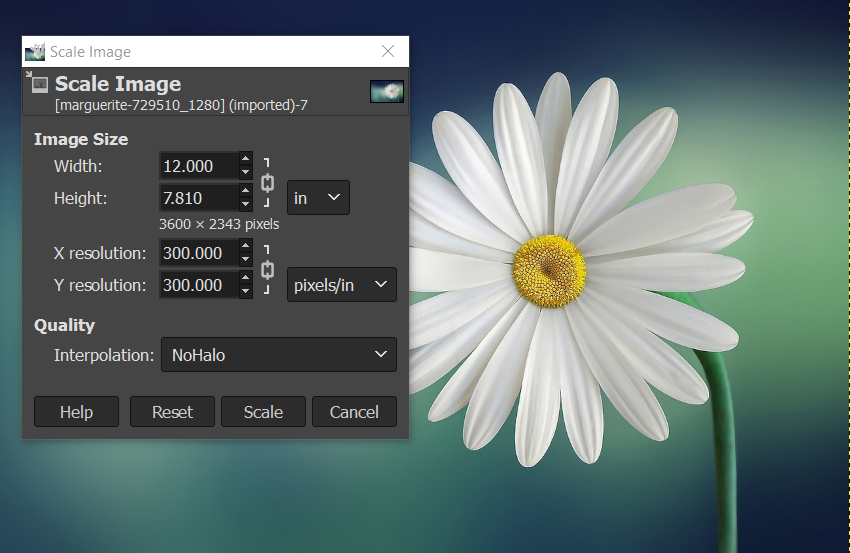 Scale Image
Scale Image
[marguerite-729510_1280] (imported)-7
Image Size
Width: 12.000
Height: 7.810 in
3600 × 2343 pixels
X resolution: 300.000
Y resolution: 300.000 pixels/in
Quality
Interpolation: NoHalo
Help Reset Scale Cancel